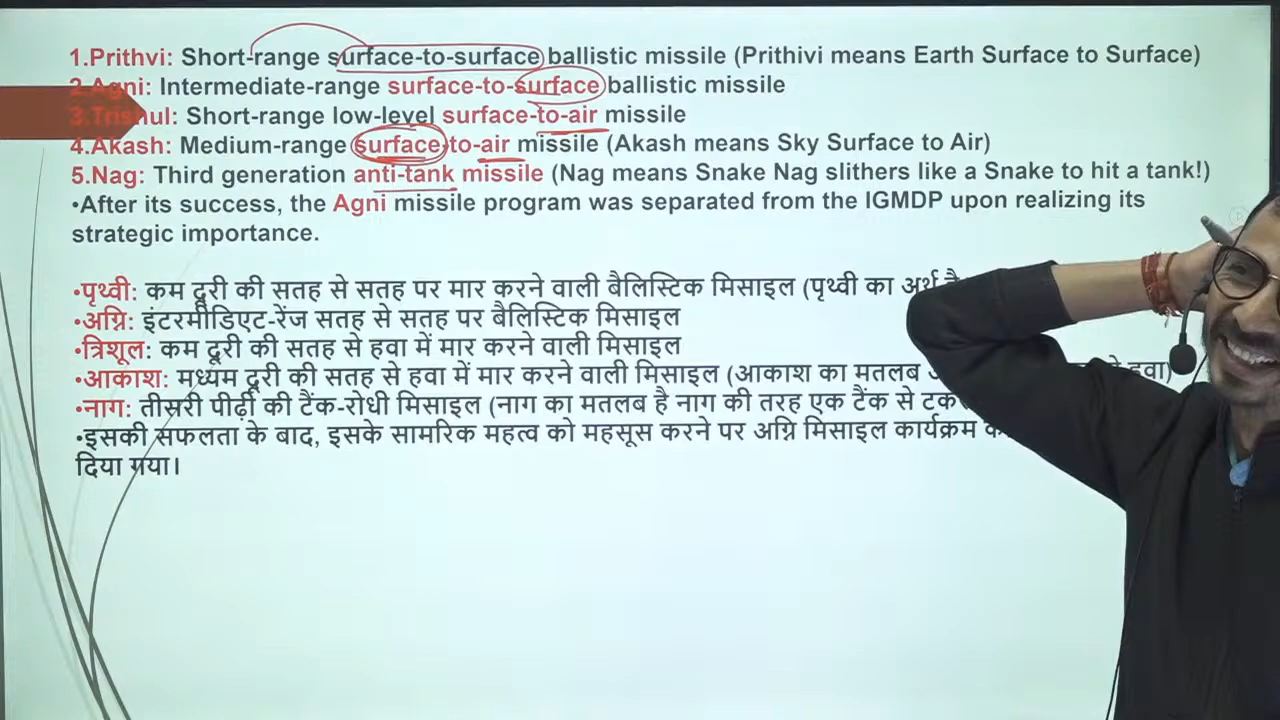 1.Prithvi: Short-range surface-to-surface ballistic missile (Prithivi means Earth Surface to Surface)
2.Agni: Intermediate-range surface-to-surface ballistic missile
3.Trishul: Short-range low-level surface-to-air missile
4.Akash: Medium-range surface-to-air missile (Akash means Sky Surface to Air)
5.Nag: Third generation anti-tank missile (Nag means Snake Nag slithers like a Snake to hit a tank!)
•After its success, the Agni missile program was separated from the IGMDP upon realizing its
strategic importance.
•पृथ्वी: कम दूरी की सतह से सतह पर मार करने वाली बैलिस्टिक मिसाइल (पृथ्वी का अर्थ है
•अग्नि: इंटरमीडिएट-रेंज सतह से सतह पर बैलिस्टिक मिसाइल
•त्रिशूल: कम दूरी की सतह से हवा में मार करने वाली मिसाइल
•आकाश: मध्यम दूरी की सतह से हवा में मार करने वाली मिसाइल (आकाश का मतलब हवा)
•नाग: तीसरी पीढ़ी की टैंक-रोधी मिसाइल (नाग का मतलब है नाग की तरह एक टैंक से
•इसकी सफलता के बाद, इसके सामरिक महत्व को महसूस करने पर अग्नि मिसाइल कार्यक्रम
दिया गया।